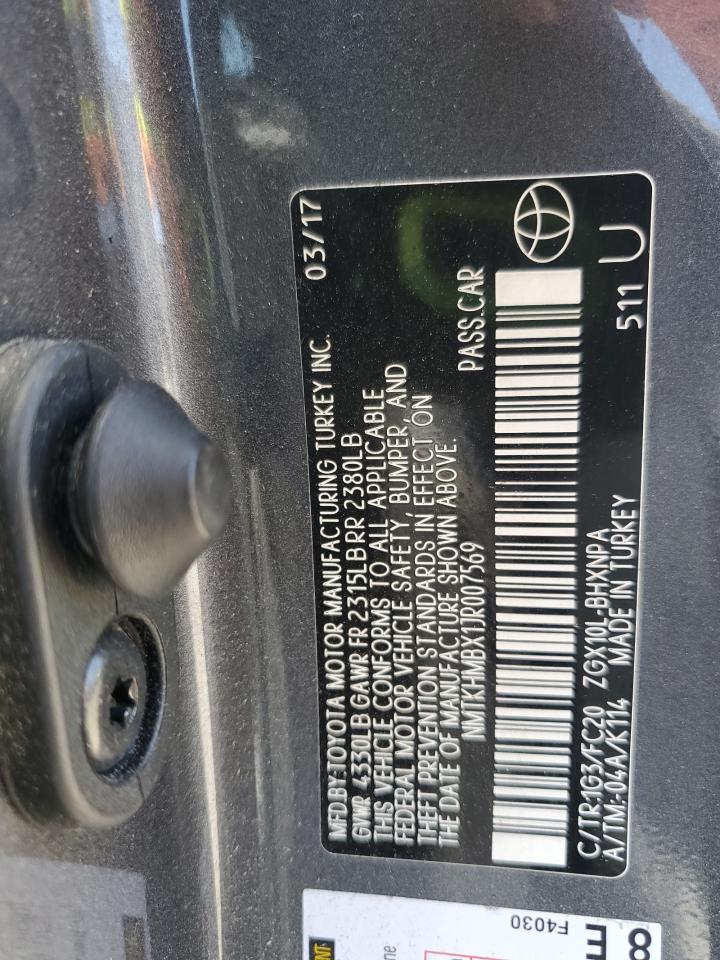 MFD.BY:TOYOTA MOTOR MANUFACTURING TURKEY INC. 03/17
GVWR 4330LB GAWR FR 2315LB RR 2380LB
THIS VEHICLE CONFORMS TO ALL APPLICABLE
FEDERAL MOTOR VEHICLE SAFETY, BUMPER, AND
THEFT PREVENTION STANDARDS IN EFFECT ON
THE DATE OF MANUFACTURE SHOWN ABOVE.
NMTKHMBX1JR007569 PASS.CAR
C/TR:1G3/FC20 ZGX10L-BHXNPA 511 U
A/TM:-04A/K114 MADE IN TURKEY
F4030